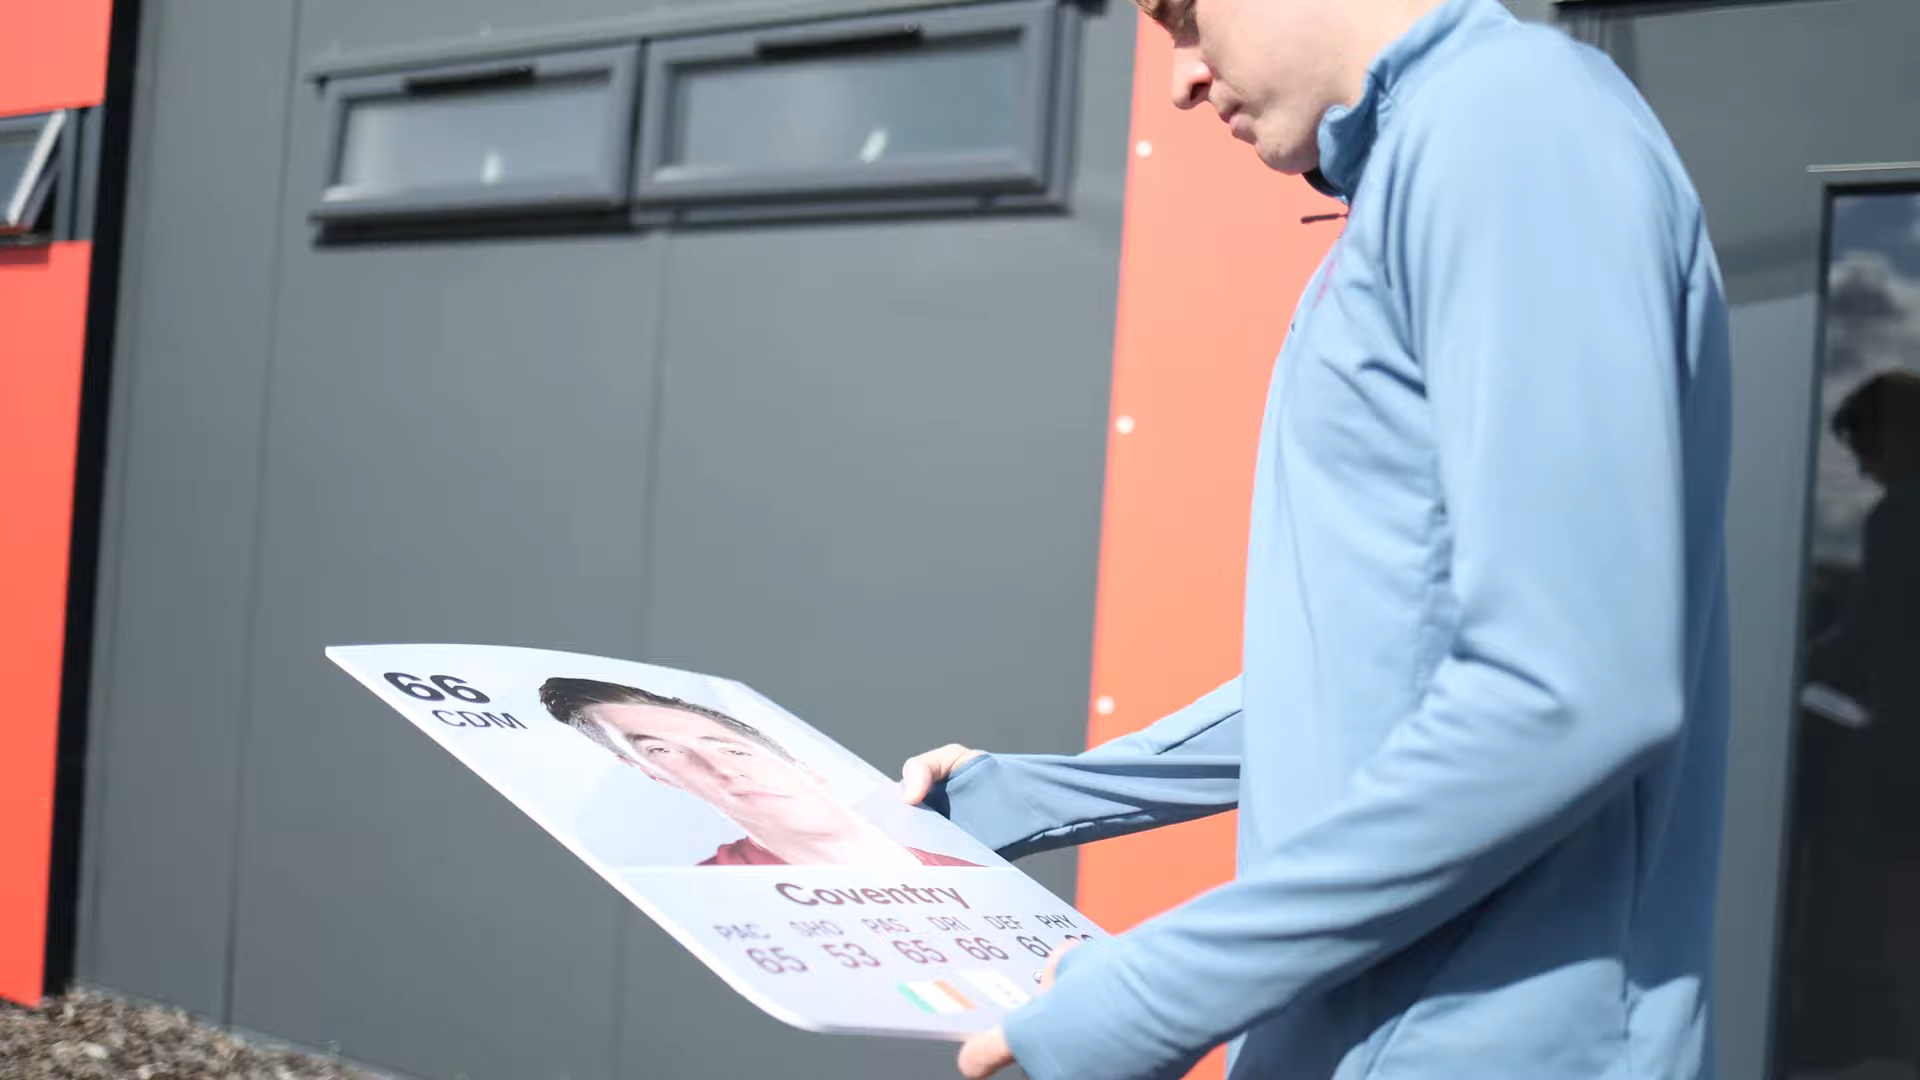 66
CDM
Coventry
PAC SHO PAS DRI DEF PHY
65 53 65 66 61